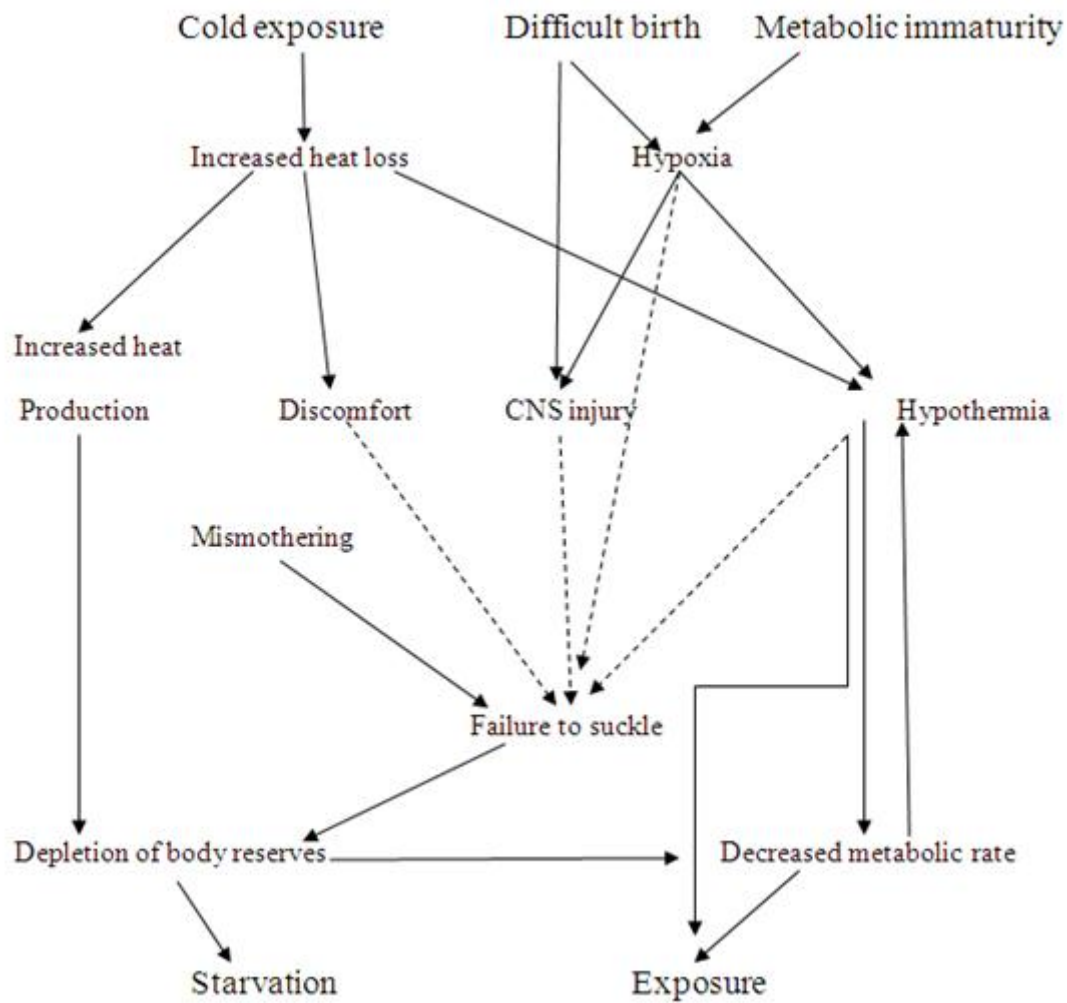 Cold exposure
Difficult birth
Metabolic immaturity
Increased heat loss
Hypoxia
Increased heat
Production
Discomfort
CNS injury
Hypothermia
Mismothering
Failure to suckle
Depletion of body reserves
Decreased metabolic rate
Starvation
Exposure